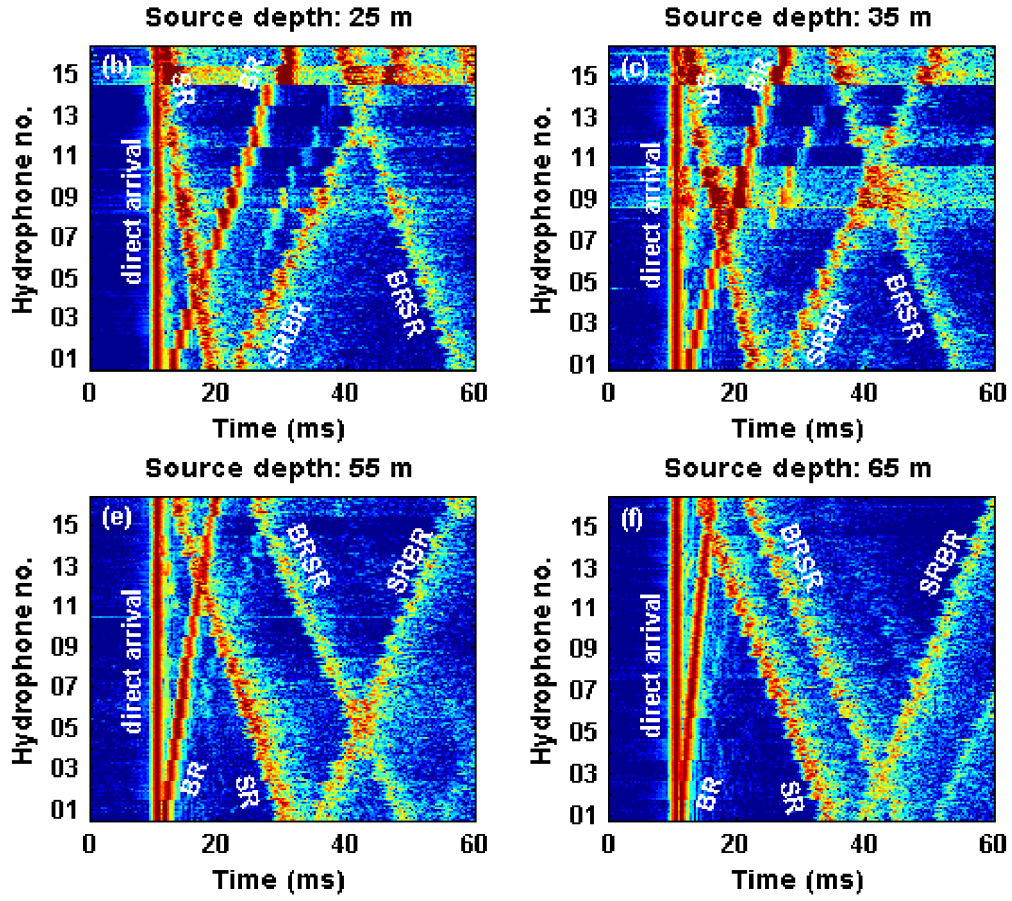 Source depth: 25 m
Source depth: 35 m
Hydrophone no.
15
13
11
09
07
05
03
01
(b)
SR
BR
direct arrival
SRBR
BRSR
0
20
40
60
Time (ms)
Hydrophone no.
15
13
11
09
07
05
03
01
(c)
SR
BR
direct arrival
SRBR
BRSR
0
20
40
60
Time (ms)
Source depth: 55 m
Source depth: 65 m
Hydrophone no.
15
13
11
09
07
05
03
01
(e)
BRSR
SRBR
direct arrival
BR
SR
0
20
40
60
Time (ms)
Hydrophone no.
15
13
11
09
07
05
03
01
(f)
BRSR
SRBR
direct arrival
BR
SR
0
20
40
60
Time (ms)